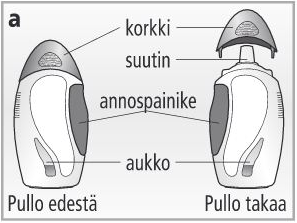 a
korkki
suutin
annospainike
aukko
Pullo edestä
Pullo takaa